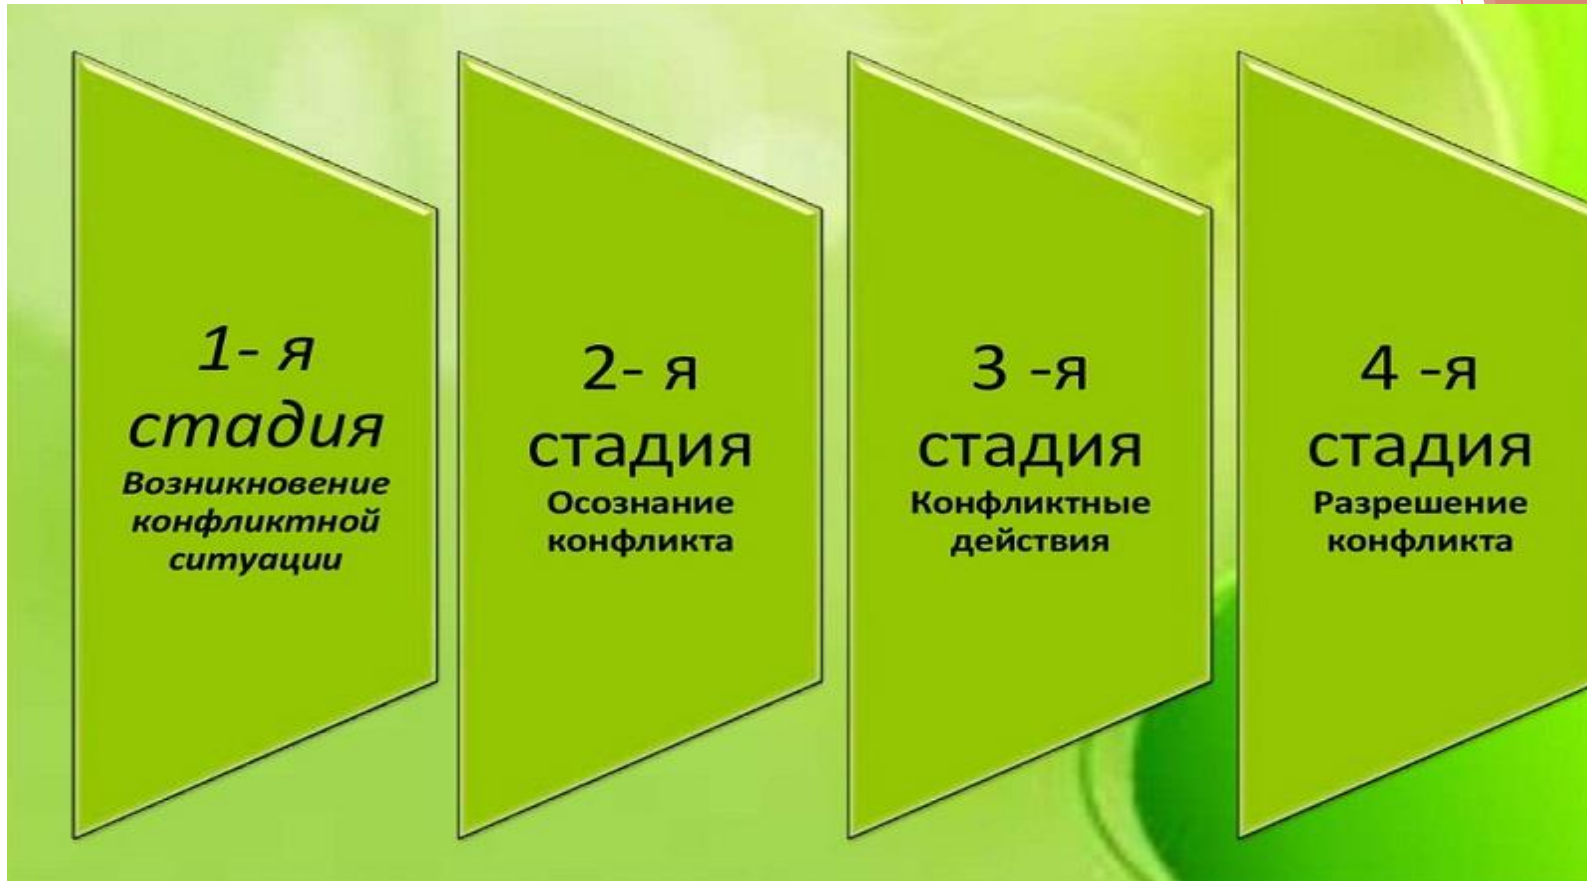 1- я
стадия
Возникновение
конфликтной
ситуации
2- я
стадия
Осознание
конфликта
3 -я
стадия
Конфликтные
действия
4 -я
стадия
Разрешение
конфликта